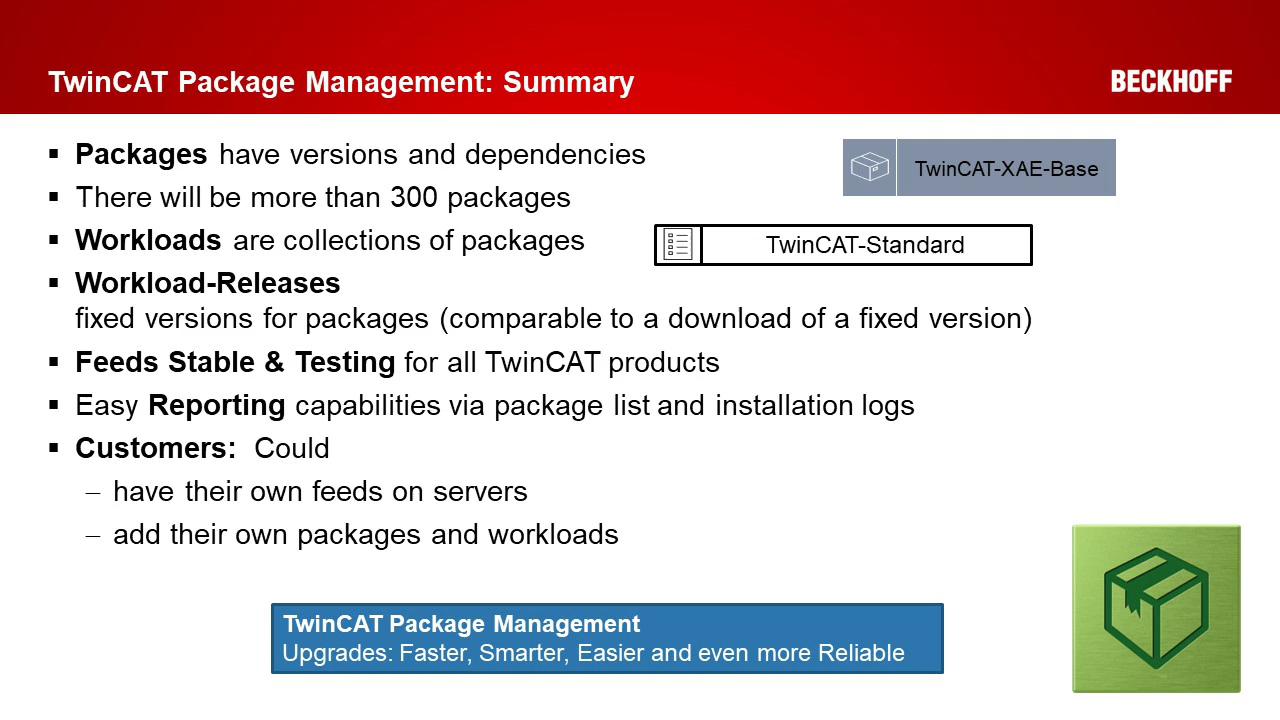 TwinCAT Package Management: Summary
BECKHOFF
▪ Packages have versions and dependencies
TwinCAT-XAE-Base
▪ There will be more than 300 packages
▪ Workloads are collections of packages
TwinCAT-Standard
▪ Workload-Releases
fixed versions for packages (comparable to a download of a fixed version)
▪ Feeds Stable & Testing for all TwinCAT products
▪ Easy Reporting capabilities via package list and installation logs
▪ Customers: Could
– have their own feeds on servers
– add their own packages and workloads
TwinCAT Package Management
Upgrades: Faster, Smarter, Easier and even more Reliable